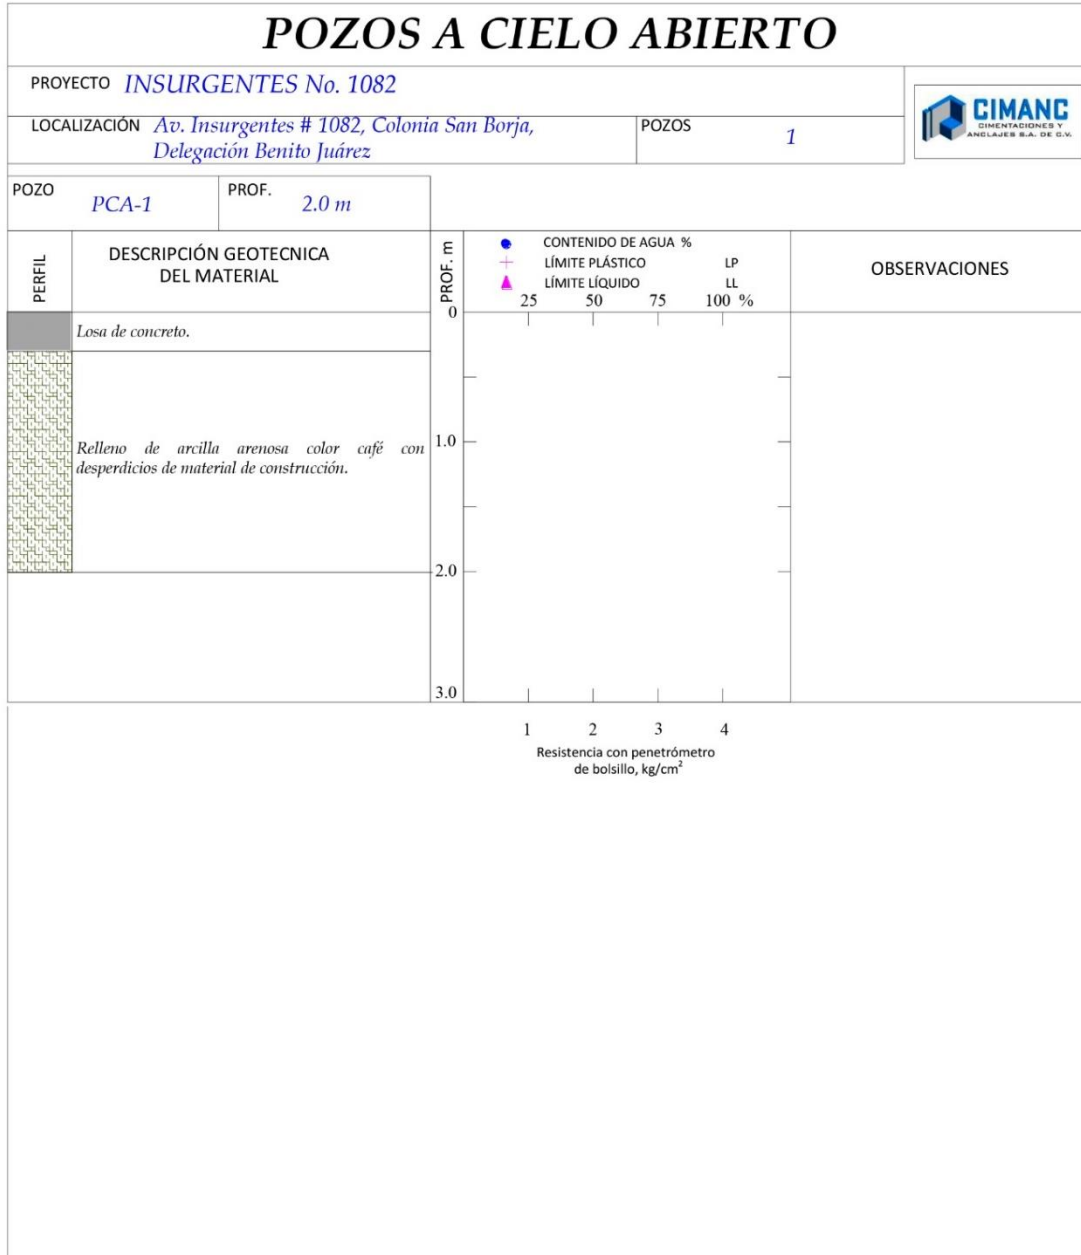 POZOS A CIELO ABIERTO
PROYECTO INSURGENTES No. 1082
LOCALIZACIÓN Av. Insurgentes # 1082, Colonia San Borja,
Delegación Benito Juárez
POZOS 1
CIMANC
CIMENTACIONES Y
ANCLAJES S.A. DE C.V.
POZO PCA-1
PROF. 2.0 m
PERFIL
DESCRIPCIÓN GEOTECNICA
DEL MATERIAL
PROF. m
CONTENIDO DE AGUA %
LÍMITE PLÁSTICO LP
LÍMITE LÍQUIDO LL
25 50 75 100 %
OBSERVACIONES
0
Losa de concreto.
1.0
Relleno de arcilla arenosa color café con
desperdicios de material de construcción.
2.0
3.0
1 2 3 4
Resistencia con penetrómetro
de bolsillo, kg/cm²